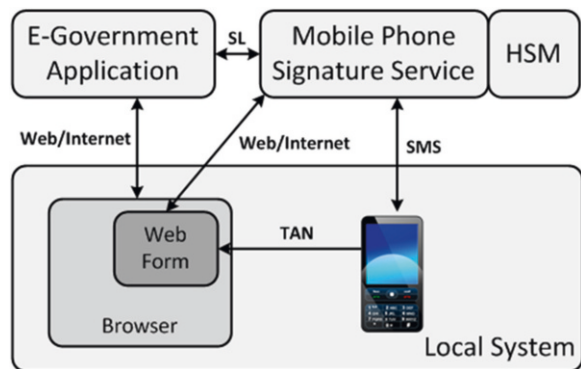 E-Government
Application
SL
Mobile Phone
Signature Service
HSM
Web/Internet
Web/Internet
SMS
Web
Form
TAN
Browser
Local System